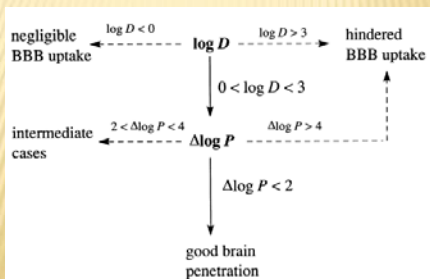 negligible
BBB uptake
log D < 0
log D
log D > 3
hindered
BBB uptake
0 < log D < 3
intermediate
cases
2 < Δlog P < 4
Δlog P
Δlog P > 4
Δlog P < 2
good brain
penetration